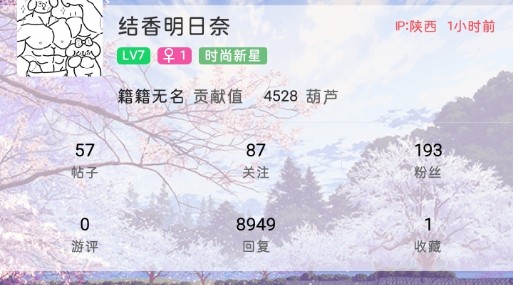 结香明日奈
IP:陕西 1小时前
LV7 ♀ 1 时尚新星
籍籍无名 贡献值 4528 葫芦
57 87 193
帖子 关注 粉丝
0 8949 1
游评 回复 收藏